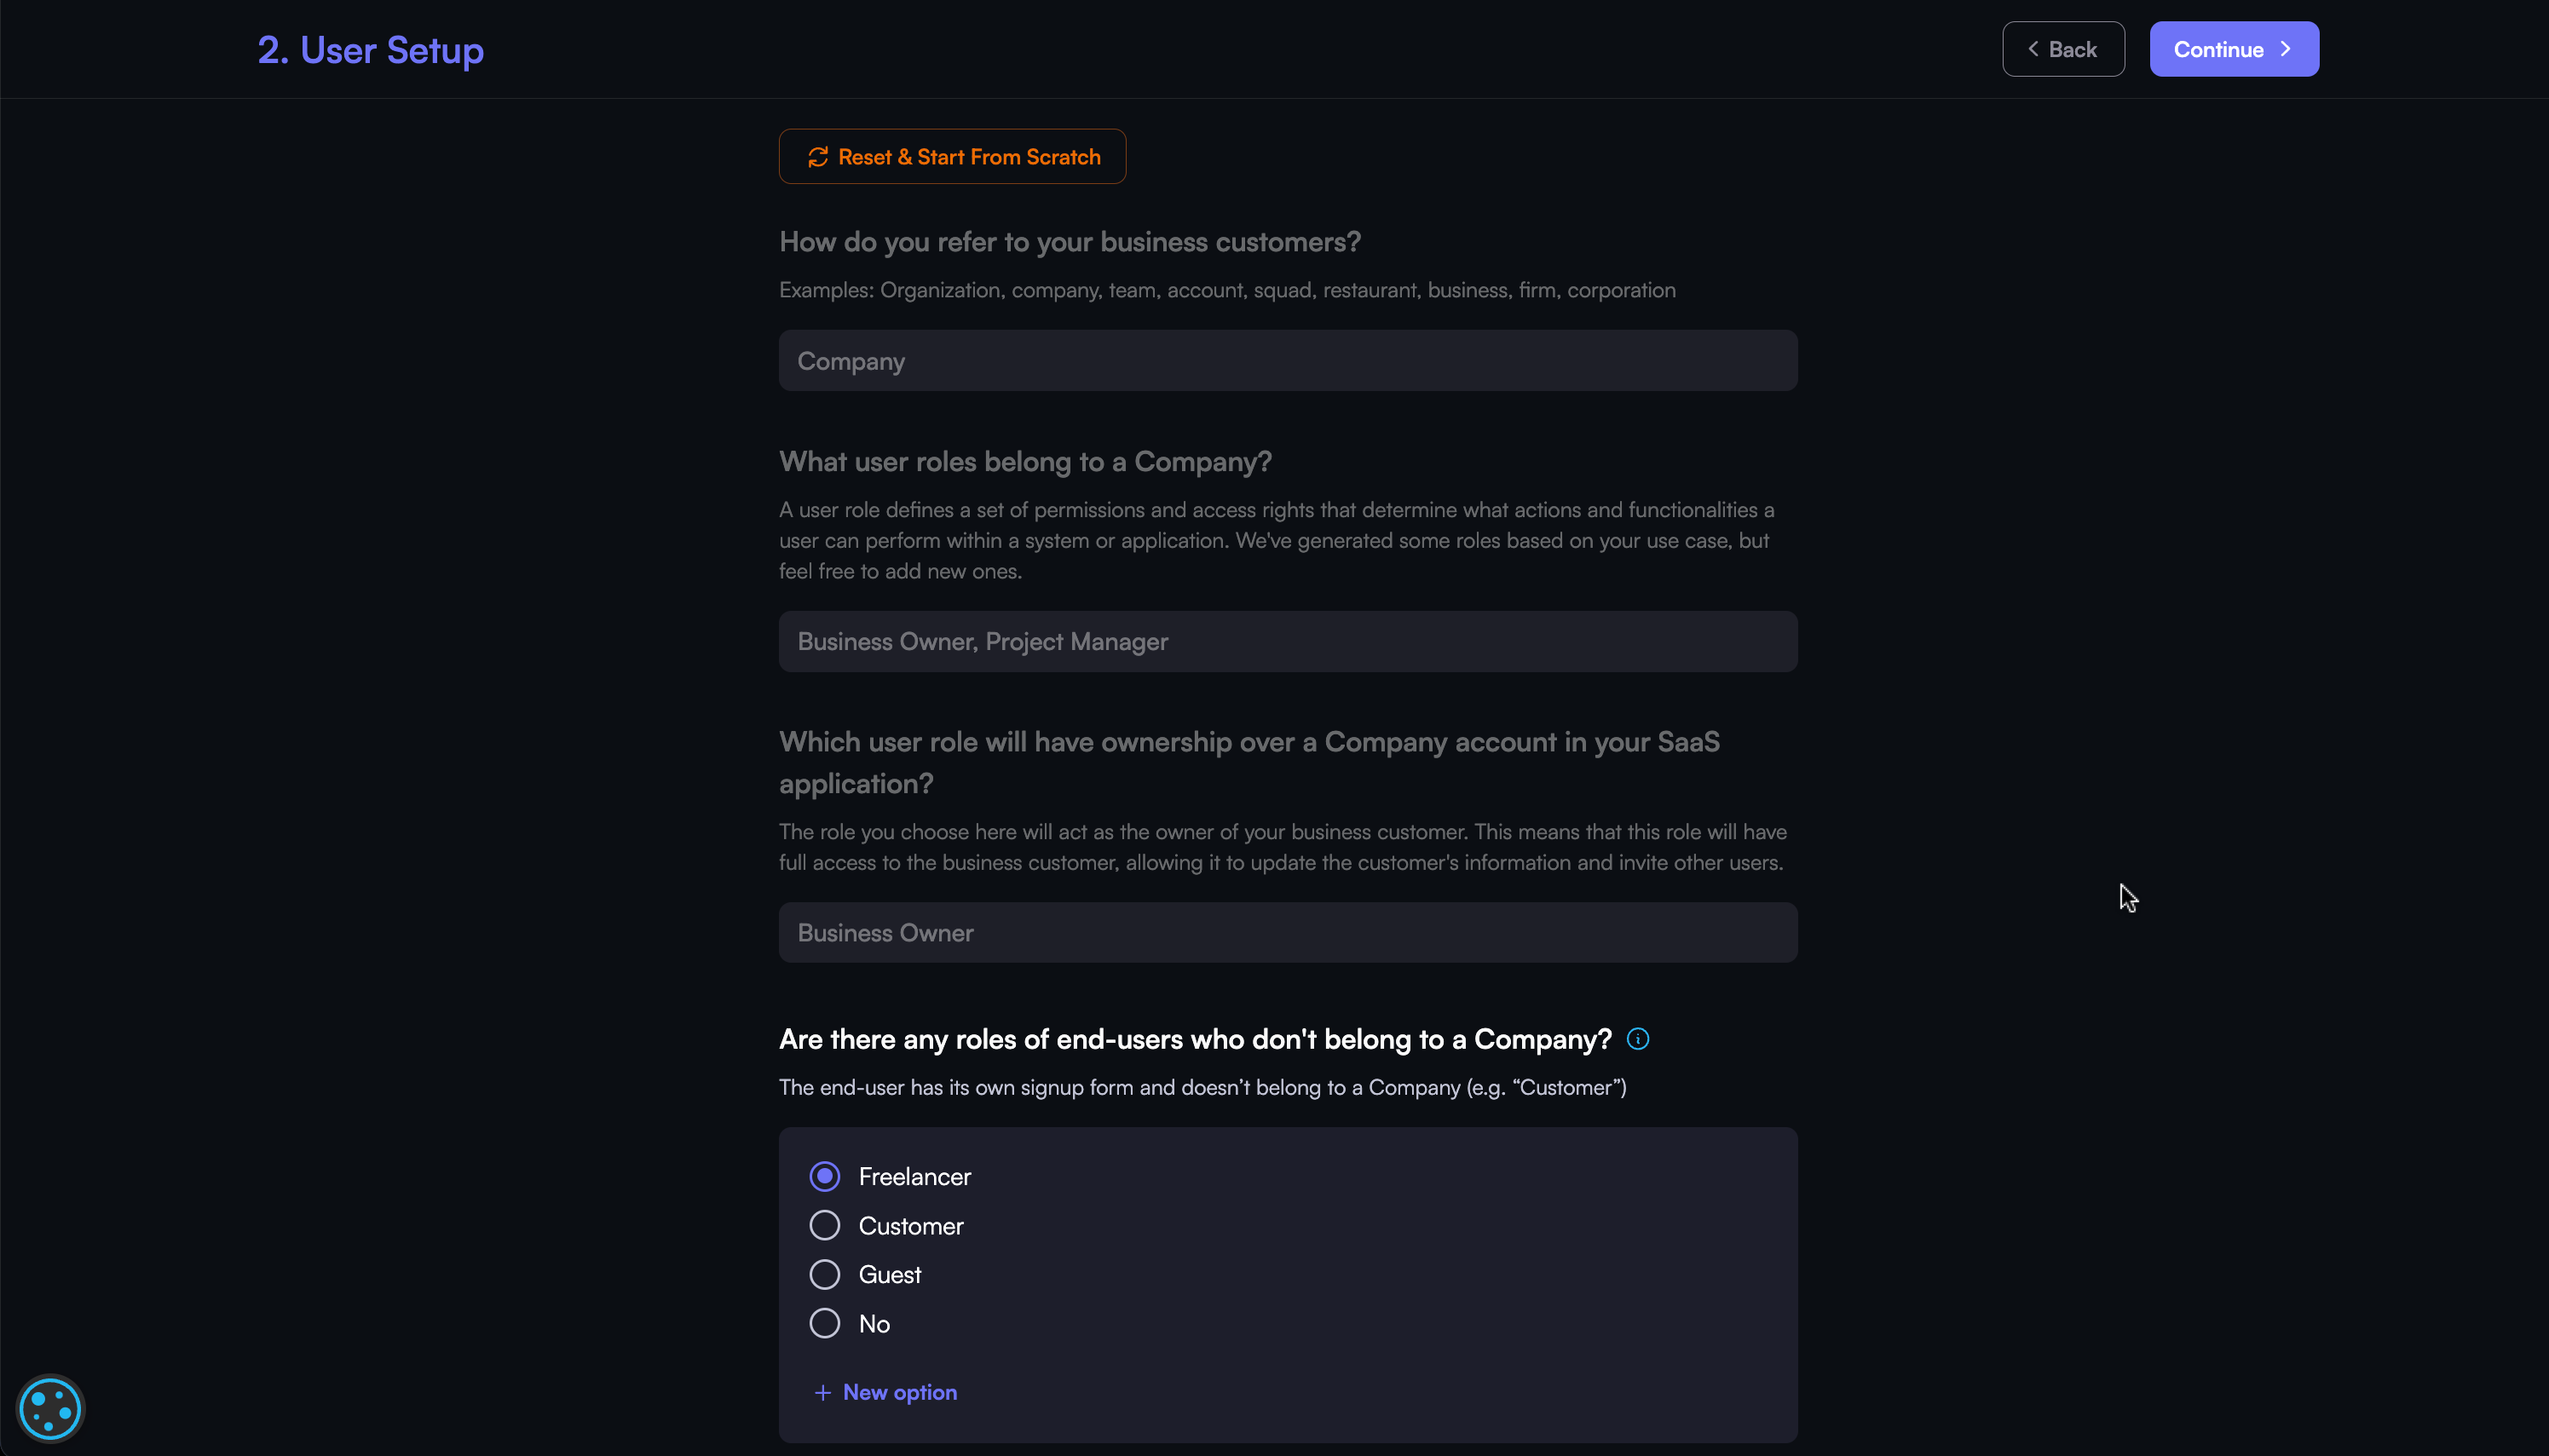 2. User Setup
Back
Continue
Reset & Start From Scratch
How do you refer to your business customers?
Examples: Organization, company, team, account, squad, restaurant, business, firm, corporation
Company
What user roles belong to a Company?
A user role defines a set of permissions and access rights that determine what actions and functionalities a
user can perform within a system or application. We've generated some roles based on your use case, but
feel free to add new ones.
Business Owner, Project Manager
Which user role will have ownership over a Company account in your SaaS
application?
The role you choose here will act as the owner of your business customer. This means that this role will have
full access to the business customer, allowing it to update the customer's information and invite other users.
Business Owner
Are there any roles of end-users who don't belong to a Company?
The end-user has its own signup form and doesn’t belong to a Company (e.g. “Customer”)
Freelancer
Customer
Guest
No
+ New option